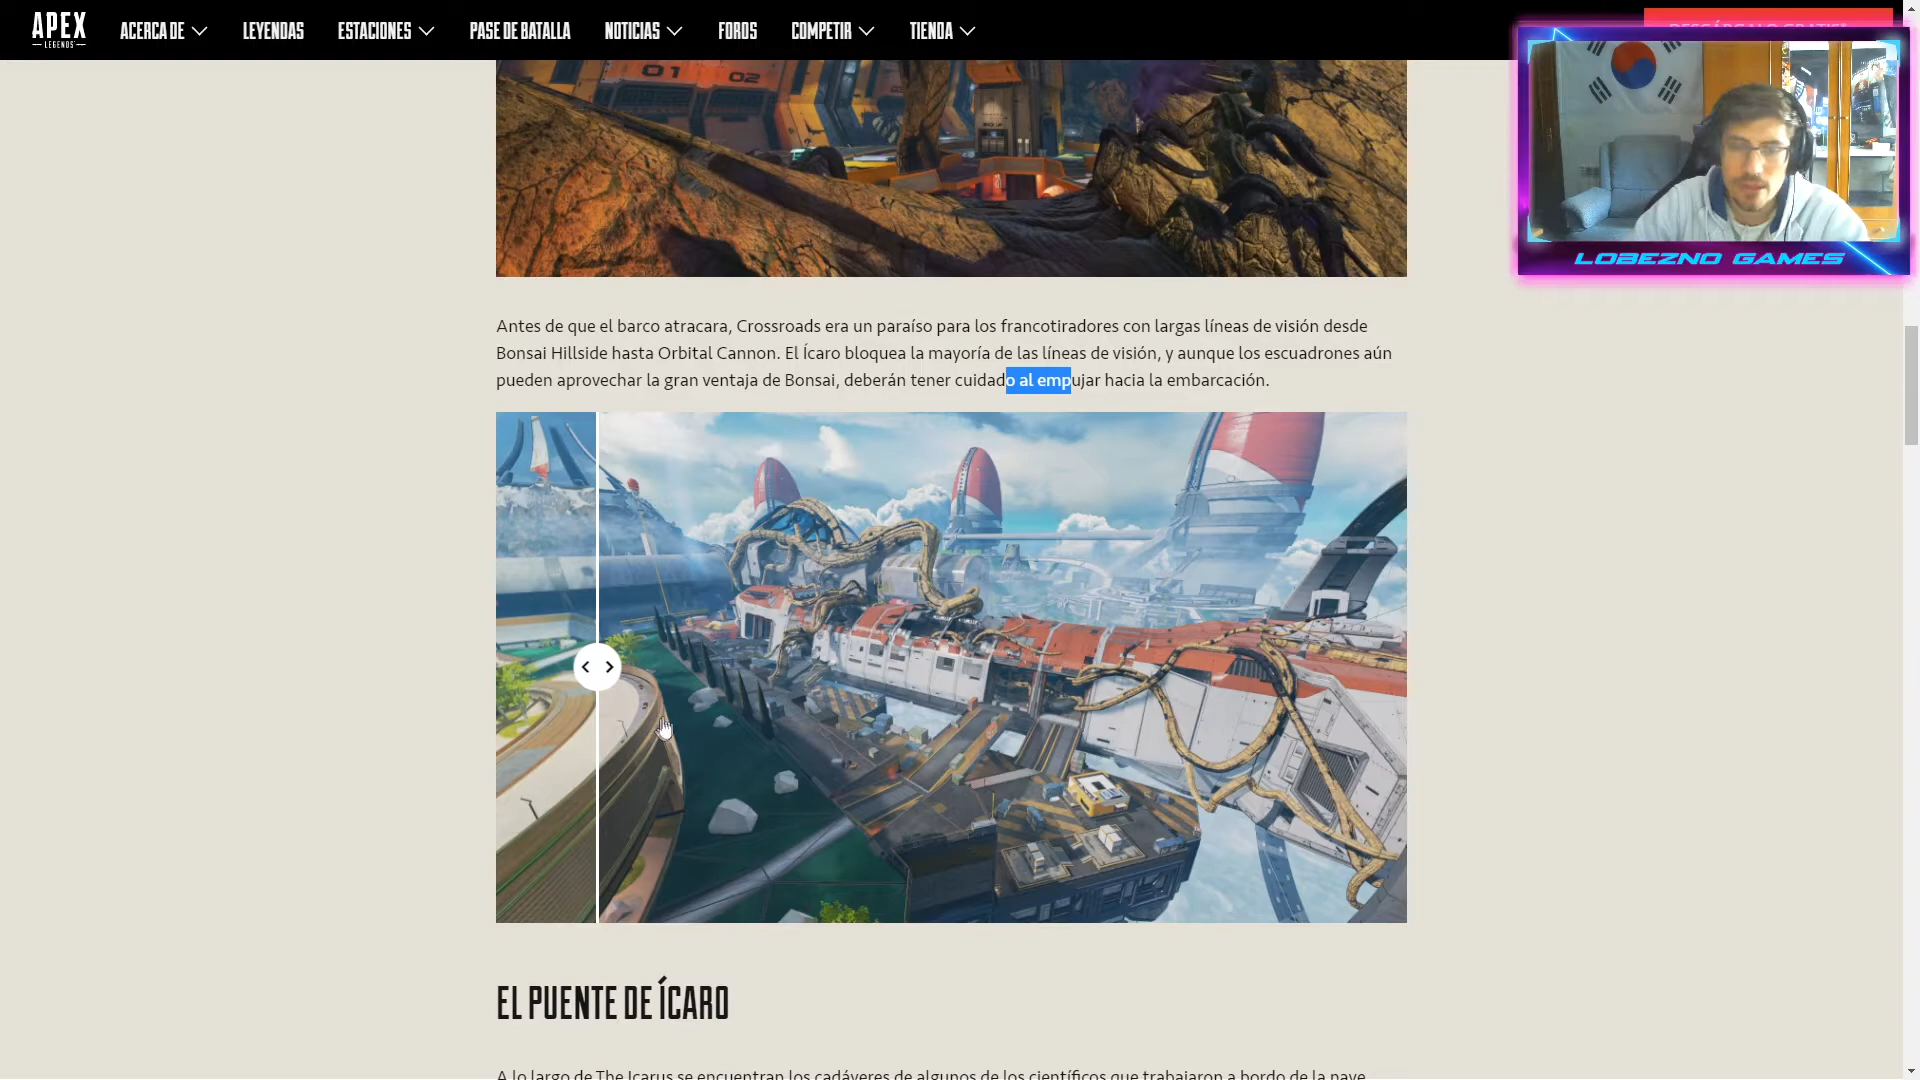 APEX
LEGENDS
ACERCA DE
LEYENDAS
ESTACIONES
PASE DE BATALLA
NOTICIAS
FOROS
COMPETIR
TIENDA
01
02
LOBEZNO GAMES
Antes de que el barco atracara, Crossroads era un paraíso para los francotiradores con largas líneas de visión desde
Bonsai Hillside hasta Orbital Cannon. El Ícaro bloquea la mayoría de las líneas de visión, y aunque los escuadrones aún
pueden aprovechar la gran ventaja de Bonsai, deberán tener cuidado al empujar hacia la embarcación.
EL PUENTE DE ÍCARO
A lo largo de The Icarus se encuentran los cadáveres de algunos de los científicos que trabajaron a bordo de la nave